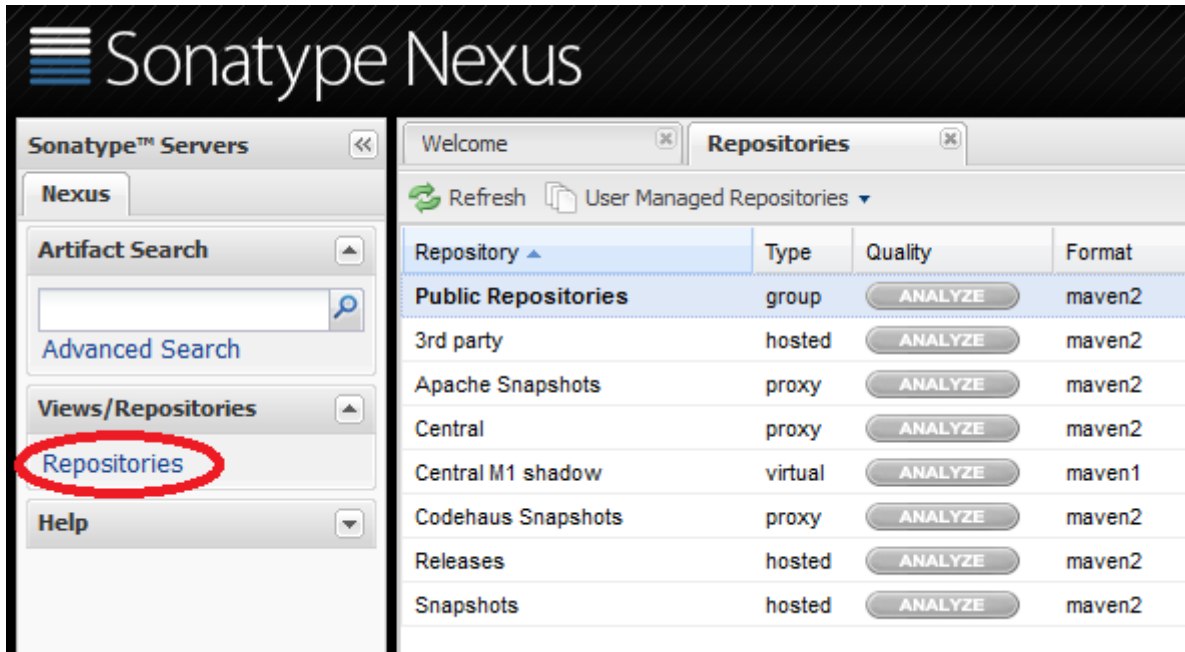 Sonatype Nexus
Sonatype™ Servers
Nexus
Artifact Search
Advanced Search
Views/Repositories
Repositories
Help
Welcome
Repositories
Refresh
User Managed Repositories
Repository Type Quality Format
Public Repositories group ANALYZE maven2
3rd party hosted ANALYZE maven2
Apache Snapshots proxy ANALYZE maven2
Central proxy ANALYZE maven2
Central M1 shadow virtual ANALYZE maven1
Codehaus Snapshots proxy ANALYZE maven2
Releases hosted ANALYZE maven2
Snapshots hosted ANALYZE maven2